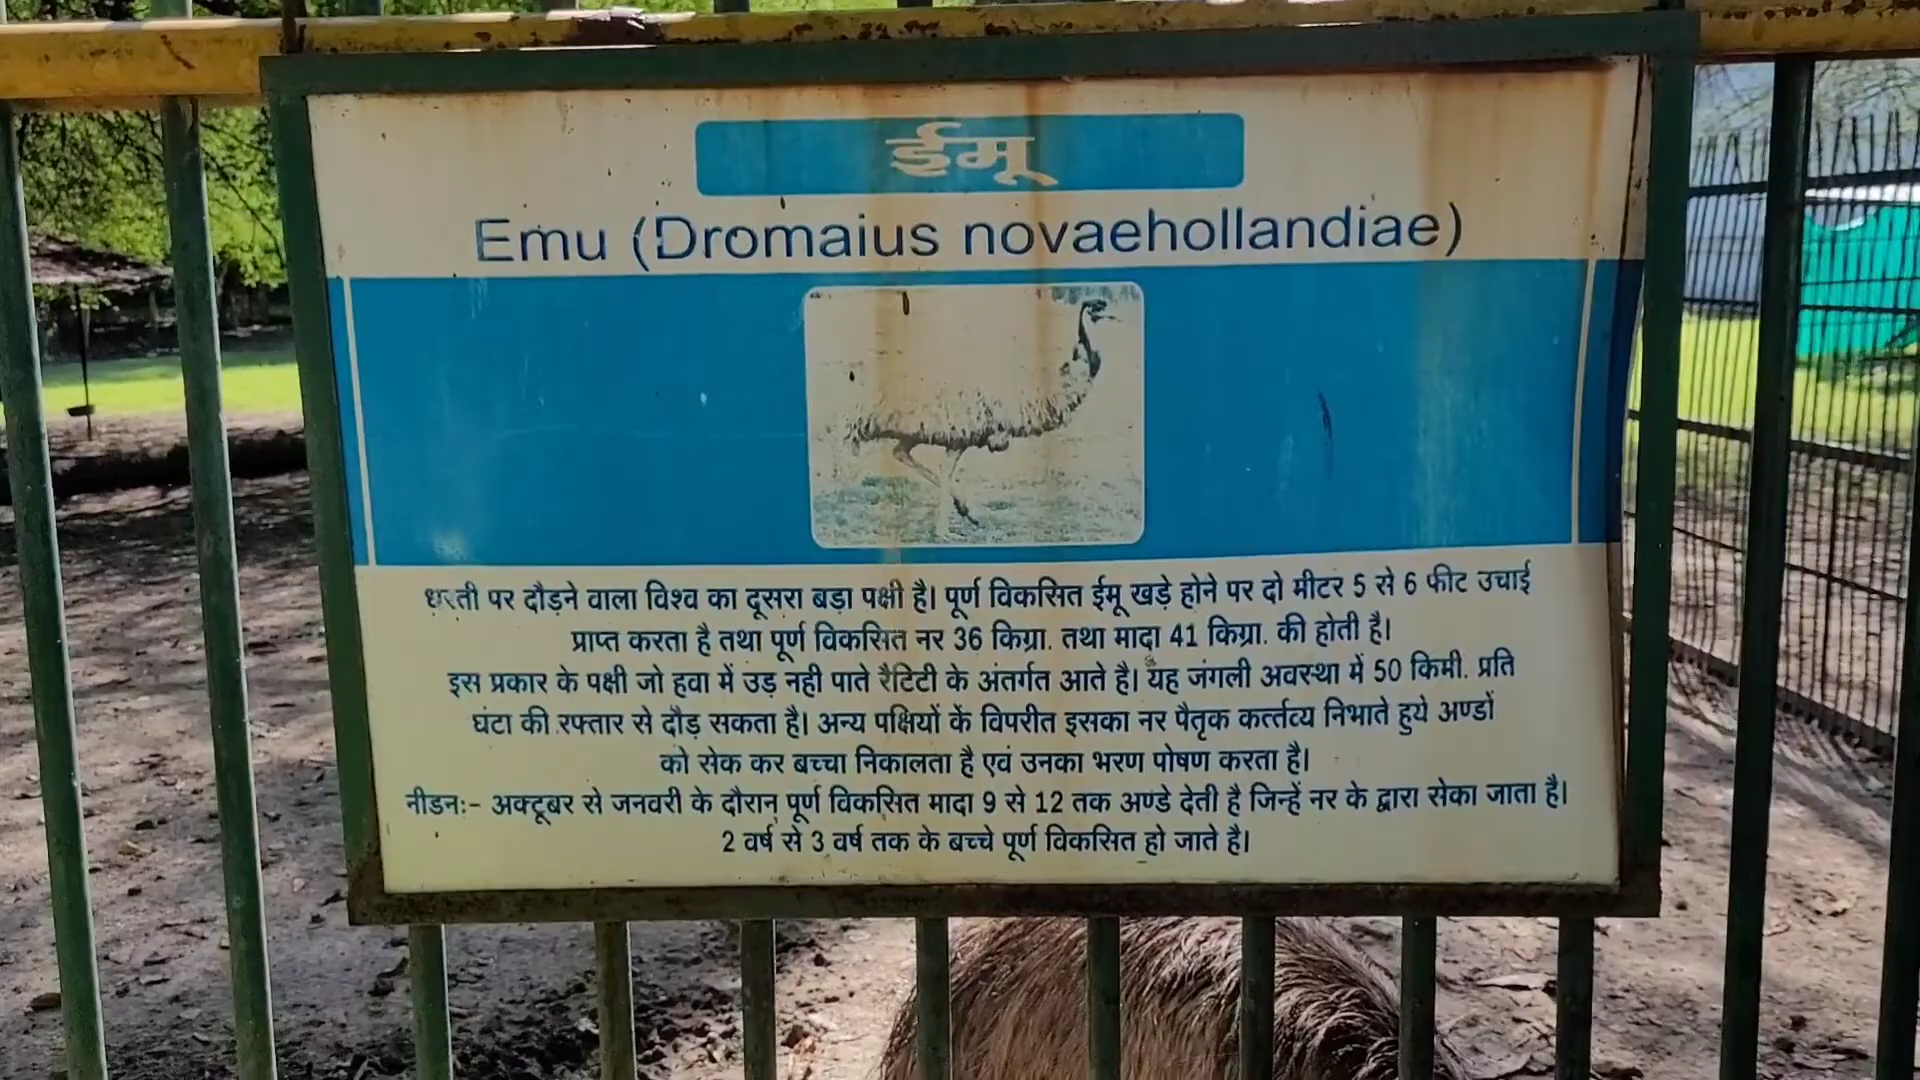 ईमू
Emu (Dromaius novaehollandiae)
धरती पर दौड़ने वाला विश्व का दूसरा बड़ा पक्षी है। पूर्ण विकसित ईमू खड़े होने पर दो मीटर 5 से 6 फीट उचाई
प्राप्त करता है तथा पूर्ण विकसित नर 36 किग्रा. तथा मादा 41 किग्रा. की होती है।
इस प्रकार के पक्षी जो हवा में उड़ नही पाते रैटिटी के अंतर्गत आते है। यह जंगली अवस्था में 50 किमी. प्रति
घंटा की रफ्तार से दौड़ सकता है। अन्य पक्षियों कें विपरीत इसका नर पैतृक कर्त्तव्य निभाते हुये अण्डों
को सेक कर बच्चा निकालता है एवं उनका भरण पोषण करता है।
नीडनः- अक्टूबर से जनवरी के दौरान पूर्ण विकसित मादा 9 से 12 तक अण्डे देती है जिन्हें नर के द्वारा सेका जाता है।
2 वर्ष से 3 वर्ष तक के बच्चे पूर्ण विकसित हो जाते है।